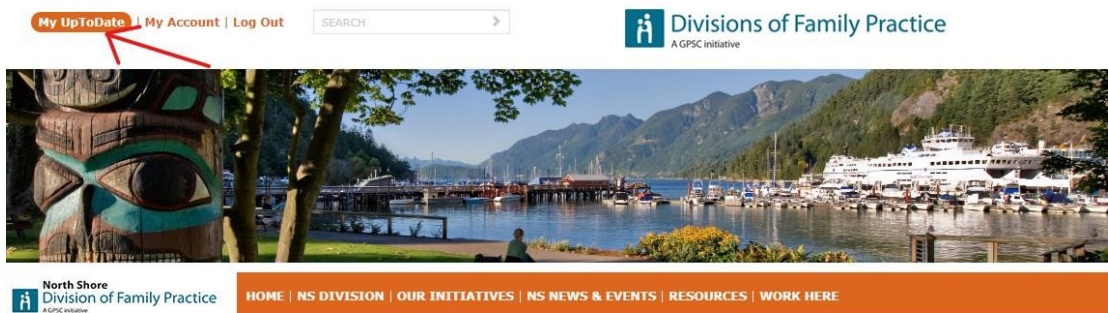 My UpToDate | My Account | Log Out
SEARCH
Divisions of Family Practice
A GPSC initiative
North Shore
Division of Family Practice
A GPSC initiative
HOME | NS DIVISION | OUR INITIATIVES | NS NEWS & EVENTS | RESOURCES | WORK HERE